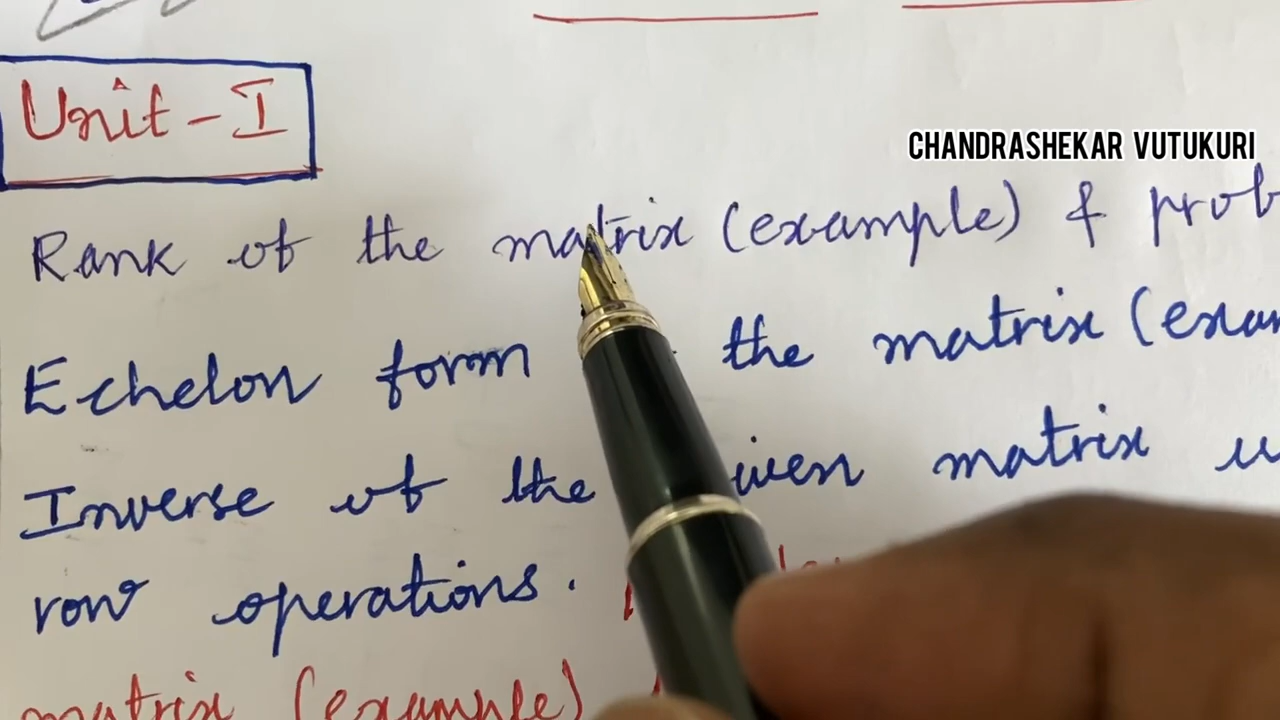 Unit - I
CHANDRASHEKAR VUTUKURI
Rank of the matrix (example) & prob
Echelon form the matrix (exam
Inverse of the given matrix u
row operations.
matrix (example)